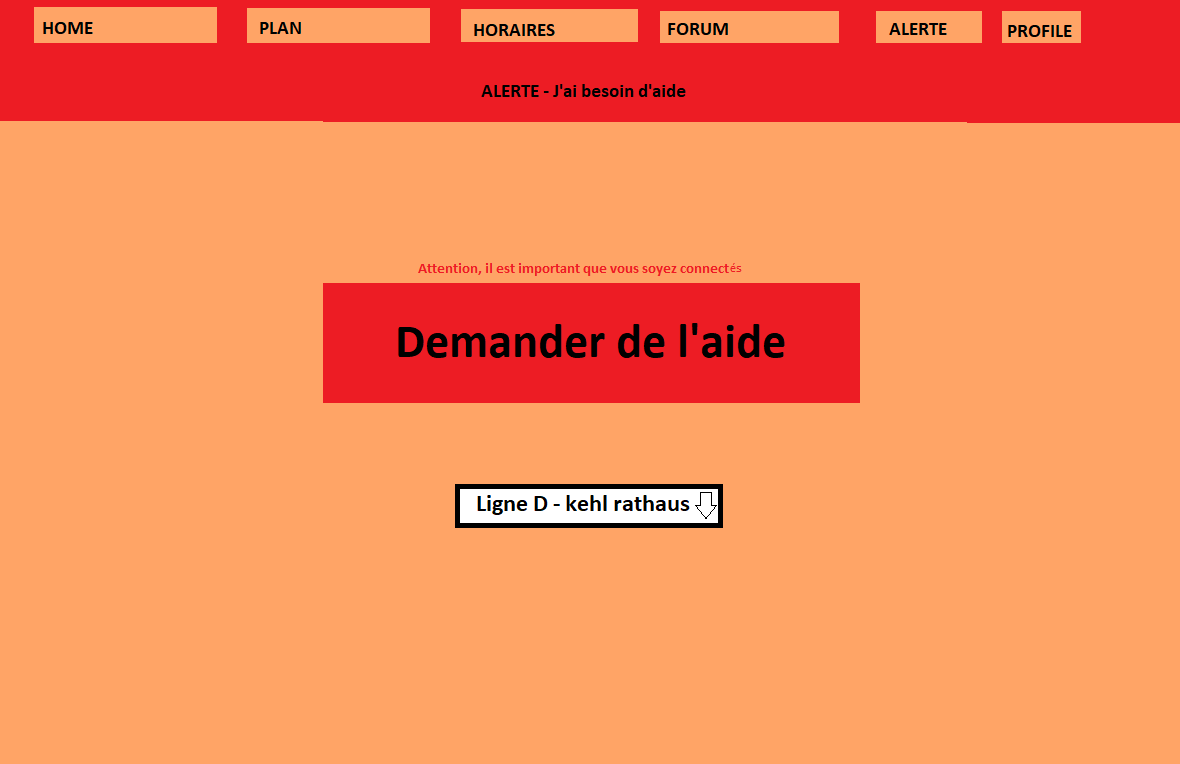 HOME PLAN HORAIRES FORUM ALERTE PROFILE
ALERTE - J'ai besoin d'aide
Attention, il est important que vous soyez connectés
Demander de l'aide
Ligne D - kehl rathaus